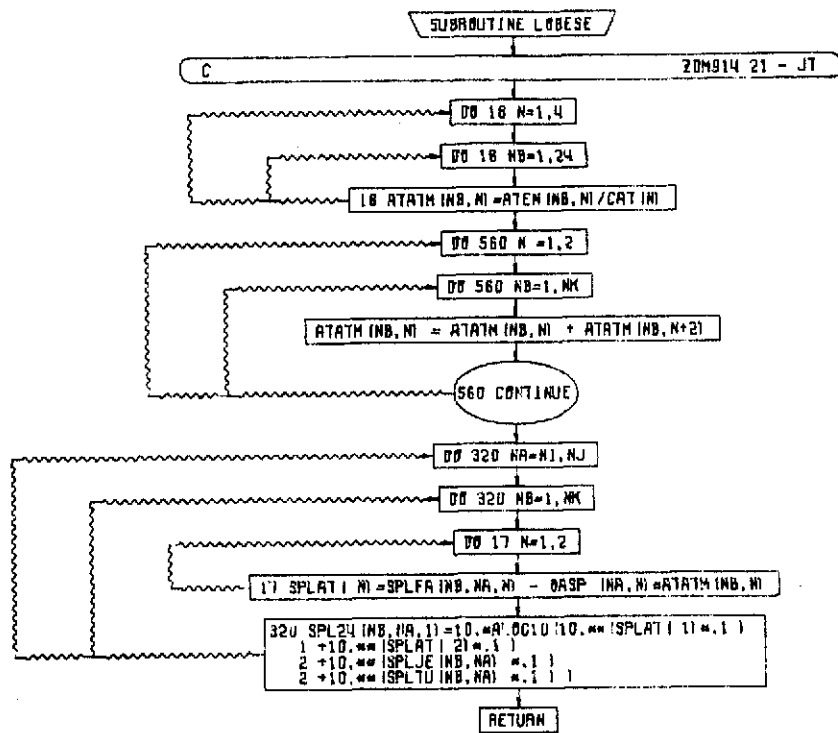 SUBROUTINE LOBESE
C 20M914 21 - JT
DO 18 N=1,4
DO 18 NB=1,24
18 ATATM(NB,N)=ATEN(NB,N)/CAT(N)
DO 560 N =1,2
DO 560 NB=1,NK
ATATM(NB,N) = ATATM(NB,N) + ATATM(NB,N+2)
560 CONTINUE
DO 320 NA=NI,NJ
DO 320 NB=1,NK
DO 17 N=1,2
17 SPLAT( N)=SPLFA(NB,NA,N) - DASP (NA,N)*ATATM(NB,N)
320 SPL24(NB,NA,1)=10.*ALOG10(10.**(SPLAT( 1)*.1 )
1 +10.**(SPLAT( 2)*.1 )
2 +10.**(SPLJE(NB,NA) *.1 )
2 +10.**(SPLTU(NB,NA) *.1 ) )
RETURN